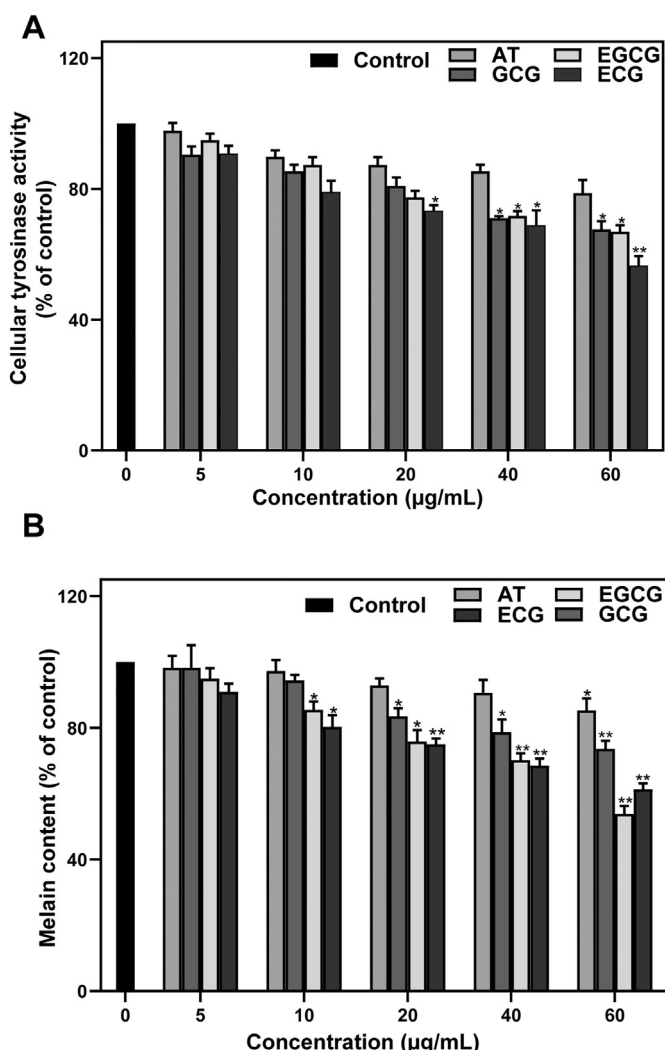 A
120
Control
AT
EGCG
GCG
ECG
Cellular tyrosinase activity
(% of control)
80
40
0
*
*
*
*
*
*
**
0
5
10
20
40
60
Concentration (µg/mL)
B
120
Control
AT
EGCG
ECG
GCG
Melain content (% of control)
80
40
0
*
*
*
*
**
*
**
**
*
**
**
**
0
5
10
20
40
60
Concentration (µg/mL)